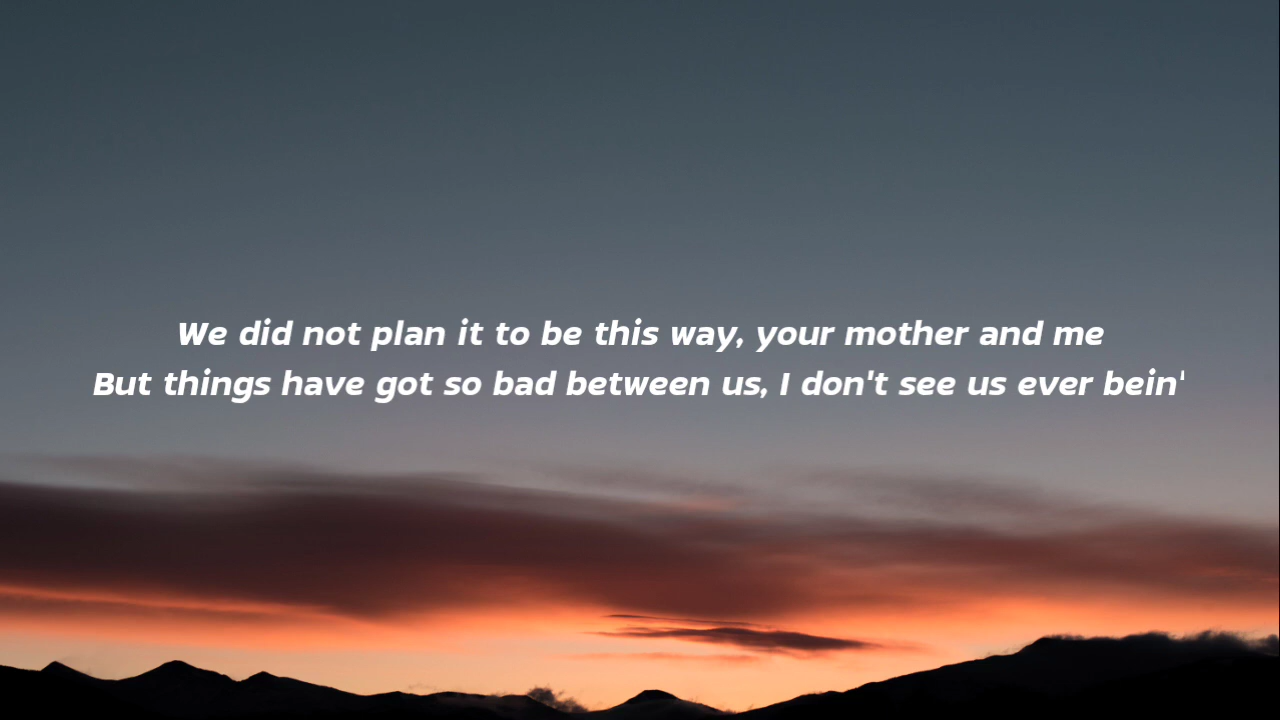 We did not plan it to be this way, your mother and me
But things have got so bad between us, I don't see us ever bein'